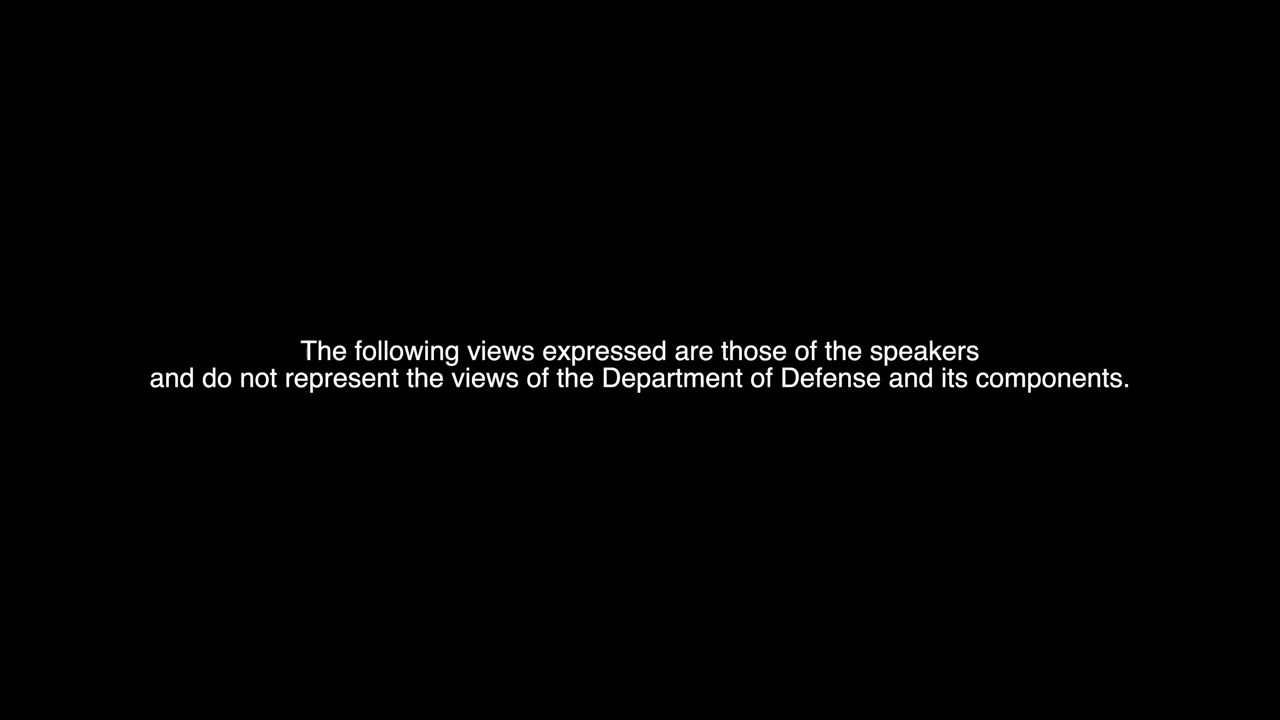 The following views expressed are those of the speakers
and do not represent the views of the Department of Defense and its components.